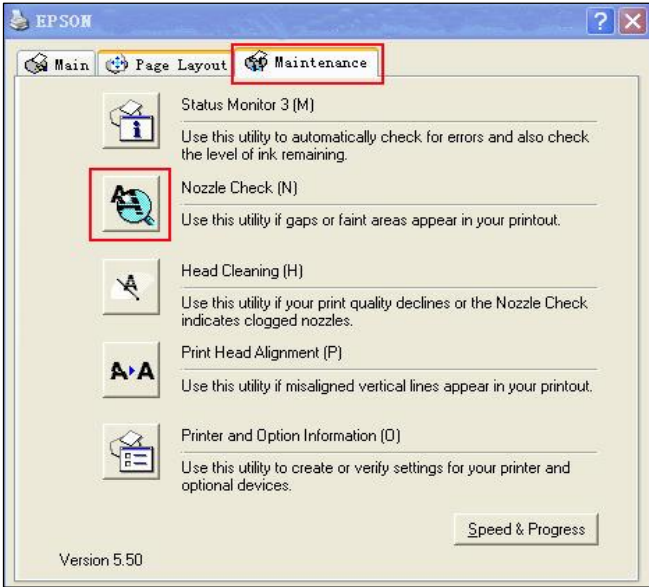 EPSON
Main Page Layout Maintenance
Status Monitor 3 (M)
Use this utility to automatically check for errors and also check
the level of ink remaining.
Nozzle Check (N)
Use this utility if gaps or faint areas appear in your printout.
Head Cleaning (H)
Use this utility if your print quality declines or the Nozzle Check
indicates clogged nozzles.
Print Head Alignment (P)
Use this utility if misaligned vertical lines appear in your printout.
Printer and Option Information (O)
Use this utility to create or verify settings for your printer and
optional devices.
Speed & Progress
Version 5.50